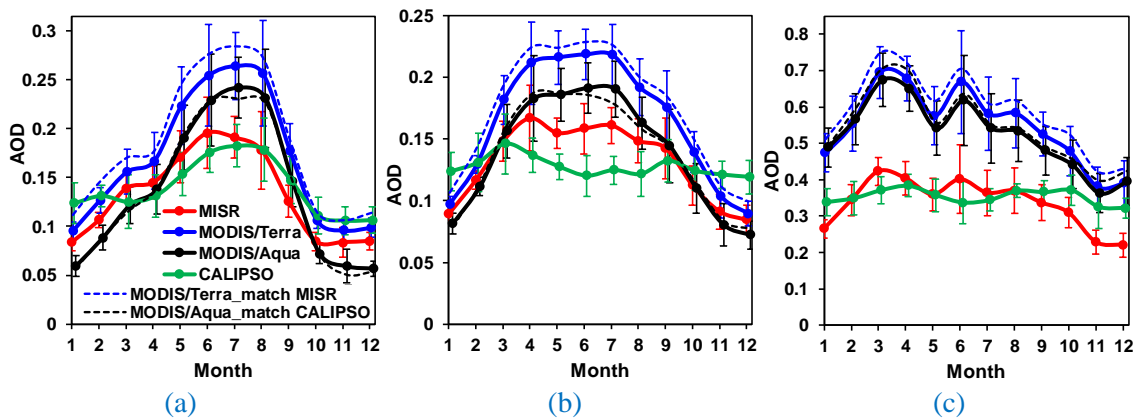 0.3
0.25
0.2
0.15
0.1
0.05
0
AOD
1 2 3 4 5 6 7 8 9 10 11 12
Month
MISR
MODIS/Terra
MODIS/Aqua
CALIPSO
MODIS/Terra_match MISR
MODIS/Aqua_match CALIPSO
(a)
0.25
0.2
0.15
0.1
0.05
0
AOD
1 2 3 4 5 6 7 8 9 10 11 12
Month
(b)
0.8
0.7
0.6
0.5
0.4
0.3
0.2
0.1
0
AOD
1 2 3 4 5 6 7 8 9 10 11 12
Month
(c)